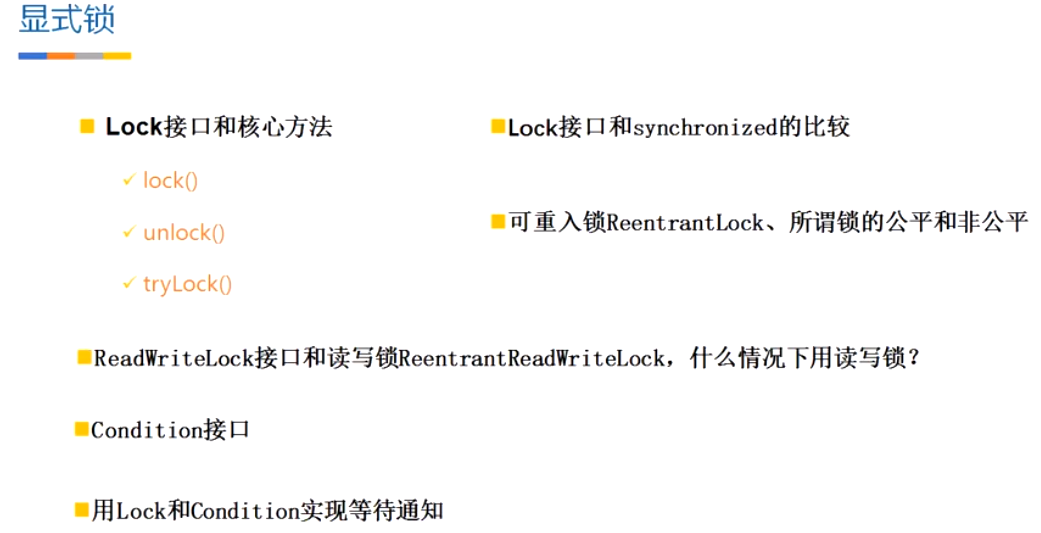 显式锁
Lock接口和核心方法
lock()
unlock()
tryLock()
Lock接口和synchronized的比较
可重入锁ReentrantLock、所谓锁的公平和非公平
ReadWriteLock接口和读写锁ReentrantReadWriteLock，什么情况下用读写锁？
Condition接口
用Lock和Condition实现等待通知